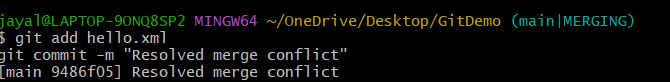 jayal@LAPTOP-9ONQ8SP2 MINGW64 ~/OneDrive/Desktop/GitDemo (main|MERGING)
$ git add hello.xml
git commit -m "Resolved merge conflict"
[main 9486f05] Resolved merge conflict